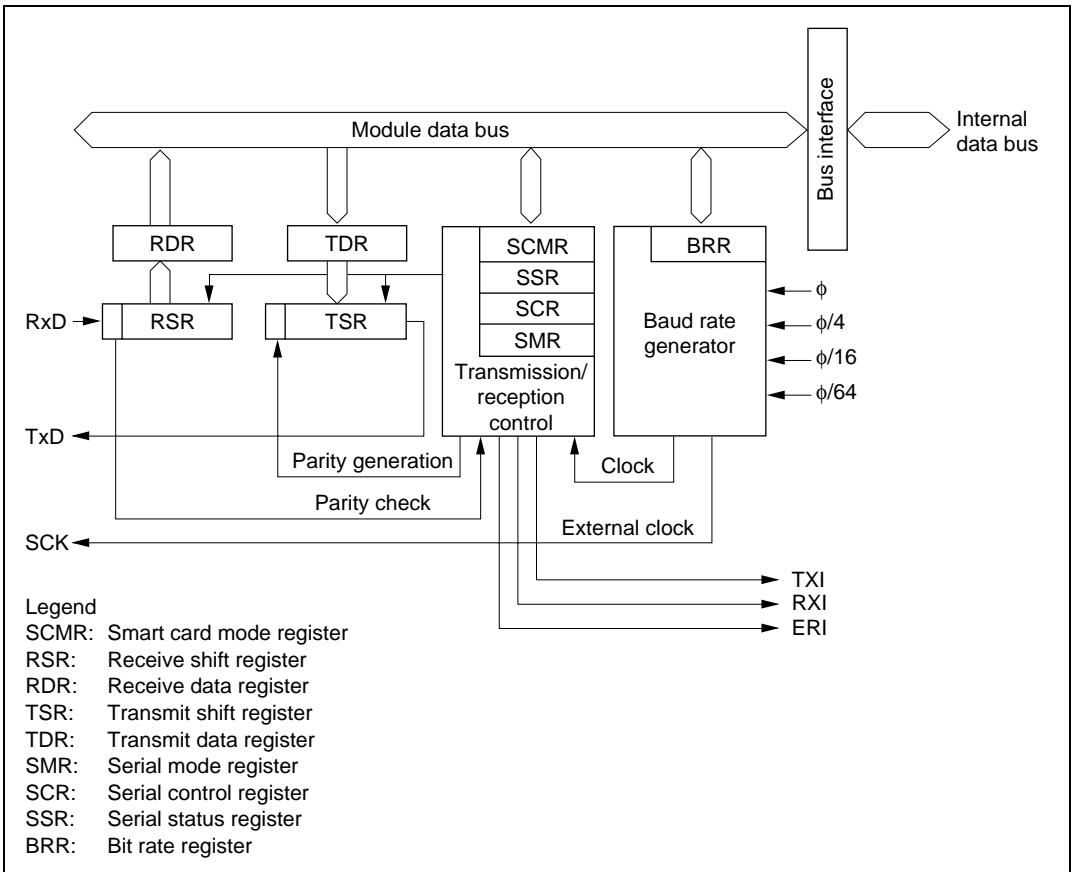 Module data bus
Bus interface
Internal
data bus
RDR
TDR
SCMR
BRR
SSR
SCR
SMR
RxD
RSR
TSR
Baud rate
generator
ϕ
ϕ/4
ϕ/16
ϕ/64
Transmission/
reception
control
TxD
Parity generation
Clock
Parity check
External clock
SCK
TXI
RXI
ERI
Legend
SCMR: Smart card mode register
RSR: Receive shift register
RDR: Receive data register
TSR: Transmit shift register
TDR: Transmit data register
SMR: Serial mode register
SCR: Serial control register
SSR: Serial status register
BRR: Bit rate register